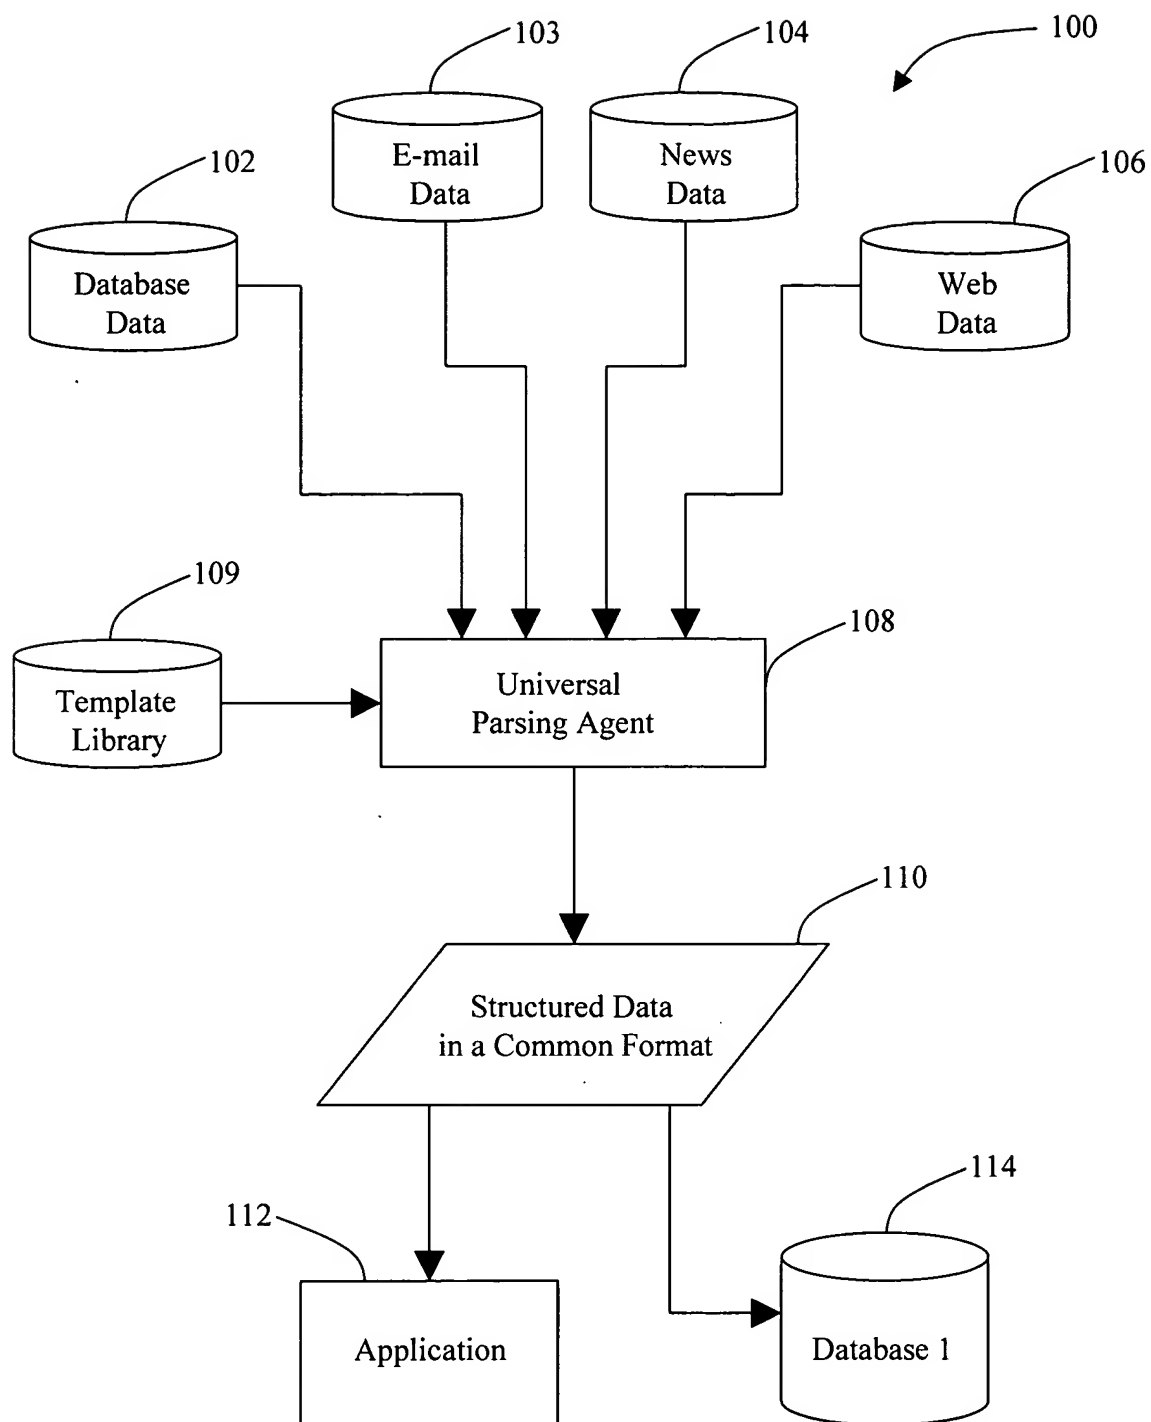 103
104
100
E-mail
Data
News
Data
102
106
Database
Data
Web
Data
109
108
Template
Library
Universal
Parsing Agent
110
Structured Data
in a Common Format
114
112
Application
Database 1